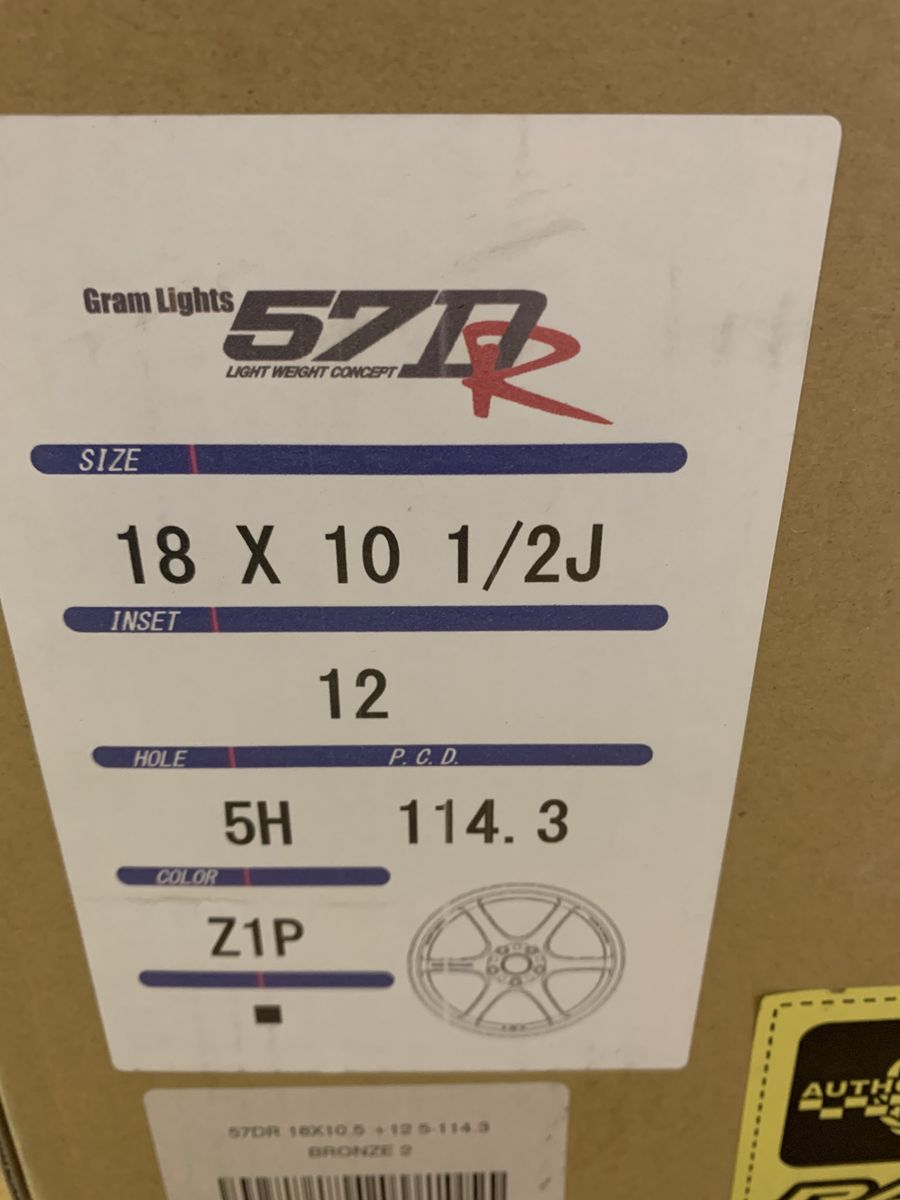 Gram Lights 57DR
LIGHT WEIGHT CONCEPT
SIZE
18 X 10 1/2J
INSET
12
HOLE P.C.D.
5H 114.3
COLOR
Z1P
57DR 18X10.5 +12 5-114.3
BRONZE 2